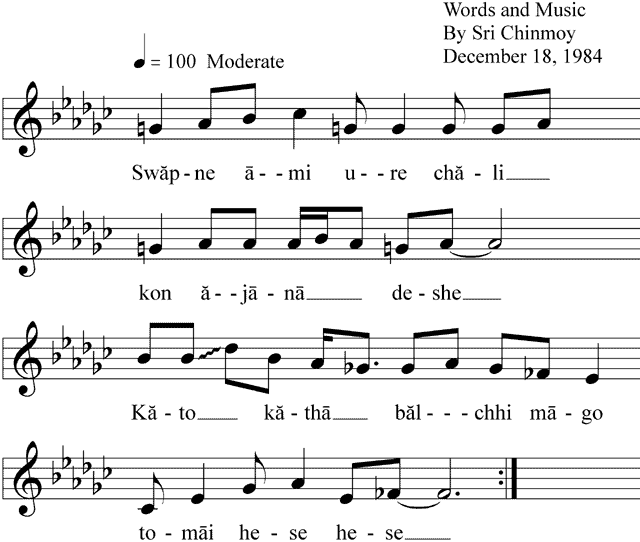 Words and Music
By Sri Chinmoy
December 18, 1984
= 100 Moderate
Swăp - ne ā - - mi u - - re chă - li
kon ă - - jā - nā de - she
Kă - to kă - thā băl - - - chhi mā - go
to - māi he - se he - se